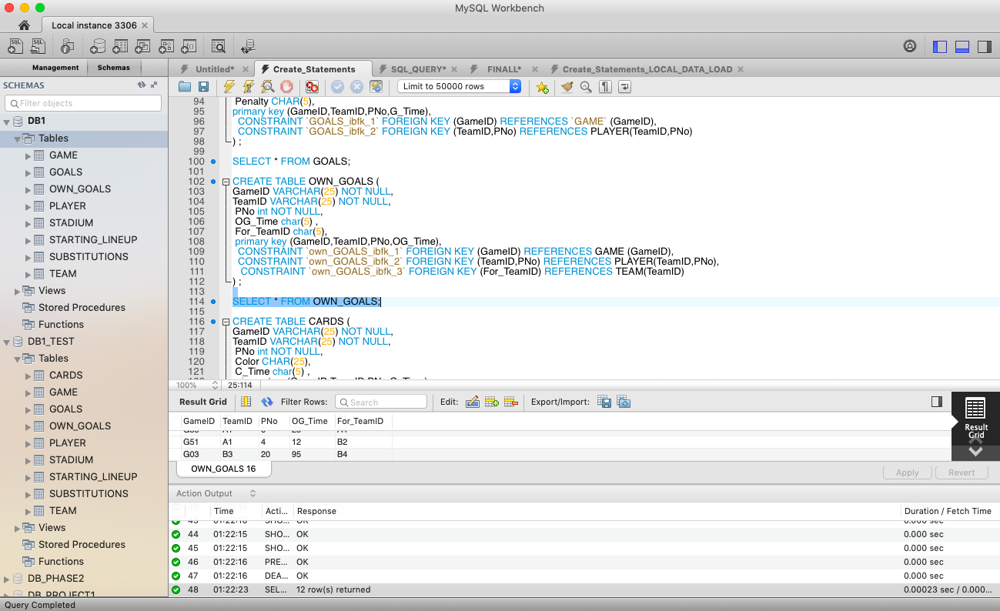 MySQL Workbench
Local instance 3306
Management Schemas
SCHEMAS
Filter objects
DB1
Tables
GAME
GOALS
OWN_GOALS
PLAYER
STADIUM
STARTING_LINEUP
SUBSTITUTIONS
TEAM
Views
Stored Procedures
Functions
DB1_TEST
Tables
CARDS
GAME
GOALS
OWN_GOALS
PLAYER
STADIUM
STARTING_LINEUP
SUBSTITUTIONS
TEAM
Views
Stored Procedures
Functions
DB_PHASE2
DB_PROJECT1
Untitled* Create_Statements SQL_QUERY* FINALL* Create_Statements_LOCAL_DATA_LOAD
Limit to 50000 rows
94 Penalty CHAR(5),
95 primary key (GameID,TeamID,PNo,G_Time),
96 CONSTRAINT `GOALS_ibfk_1` FOREIGN KEY (GameID) REFERENCES `GAME` (GameID),
97 CONSTRAINT `GOALS_ibfk_2` FOREIGN KEY (TeamID,PNo) REFERENCES PLAYER(TeamID,PNo)
98 ) ;
99
100 SELECT * FROM GOALS;
101
102 CREATE TABLE OWN_GOALS (
103 GameID VARCHAR(25) NOT NULL,
104 TeamID VARCHAR(25) NOT NULL,
105 PNo int NOT NULL,
106 OG_Time char(5) ,
107 For_TeamID char(5),
108 primary key (GameID,TeamID,PNo,OG_Time),
109 CONSTRAINT `own_GOALS_ibfk_1` FOREIGN KEY (GameID) REFERENCES GAME (GameID),
110 CONSTRAINT `own_GOALS_ibfk_2` FOREIGN KEY (TeamID,PNo) REFERENCES PLAYER(TeamID,PNo),
111 CONSTRAINT `own_GOALS_ibfk_3` FOREIGN KEY (For_TeamID) REFERENCES TEAM(TeamID)
112 ) ;
113
114 SELECT * FROM OWN_GOALS;
115
116 CREATE TABLE CARDS (
117 GameID VARCHAR(25) NOT NULL,
118 TeamID VARCHAR(25) NOT NULL,
119 PNo int NOT NULL,
120 Color CHAR(25),
121 C_Time char(5) ,
100% 25:114
Result Grid Filter Rows: Search Edit: Export/Import:
GameID TeamID PNo OG_Time For_TeamID
G51 A1 4 12 B2
G03 B3 20 95 B4
Result
Grid
OWN_GOALS 16
Apply Revert
Action Output
Time Acti... Response Duration / Fetch Time
44 01:22:15 SHO... OK 0.000 sec
45 01:22:15 SHO... OK 0.000 sec
46 01:22:16 PRE... OK 0.000 sec
47 01:22:16 DEA... OK 0.000 sec
48 01:22:23 SEL... 12 row(s) returned 0.00023 sec / 0.000...
Query Completed